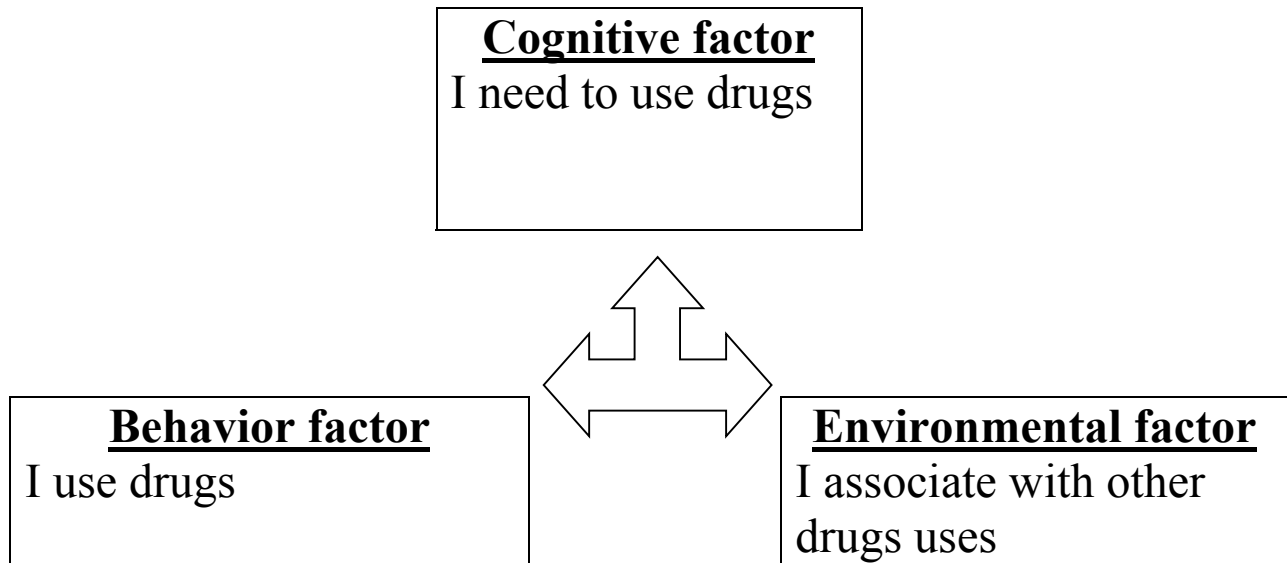 Cognitive factor
I need to use drugs
Behavior factor
I use drugs
Environmental factor
I associate with other
drugs uses